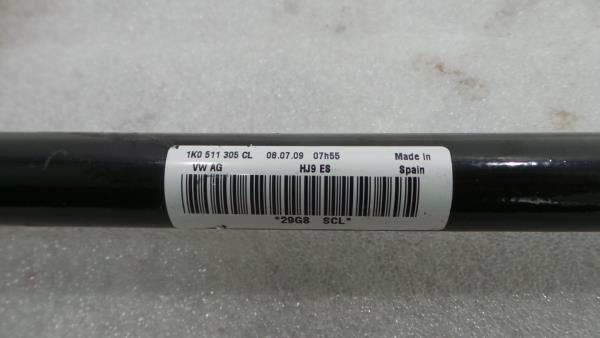 1K0 511 305 CL 08.07.09 07h55 Made in
VW AG HJ9 ES Spain
*29G8 SCL*